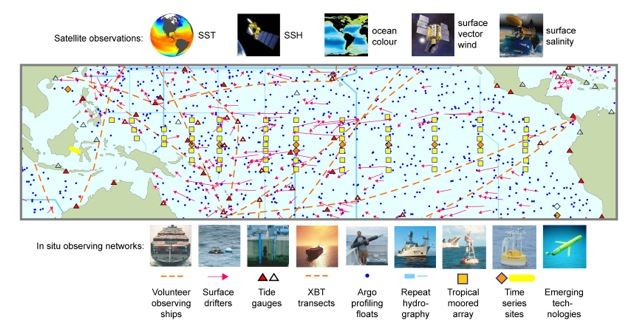 Satellite observations:
SST
SSH
ocean
colour
surface
vector
wind
surface
salinity
In situ observing networks:
Volunteer
observing
ships
Surface
drifters
Tide
gauges
XBT
transects
Argo
profiling
floats
Repeat
hydro-
graphy
Tropical
moored
array
Time
series
sites
Emerging
tech-
nologies